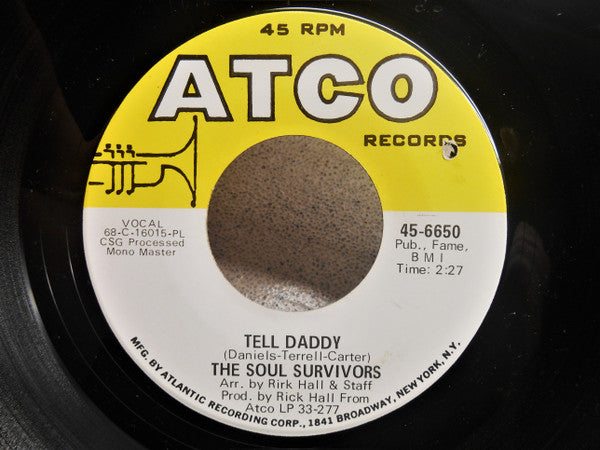 45 RPM
ATCO
RECORDS
VOCAL
68-C-16015-PL
CSG Processed
Mono Master
45-6650
Pub., Fame,
B M I
Time: 2:27
TELL DADDY
(Daniels-Terrell-Carter)
THE SOUL SURVIVORS
Arr. by Rirk Hall & Staff
Prod. by Rick Hall From
Atco LP 33-277
MFG. BY ATLANTIC RECORDING CORP., 1841 BROADWAY, NEW YORK, N.Y.